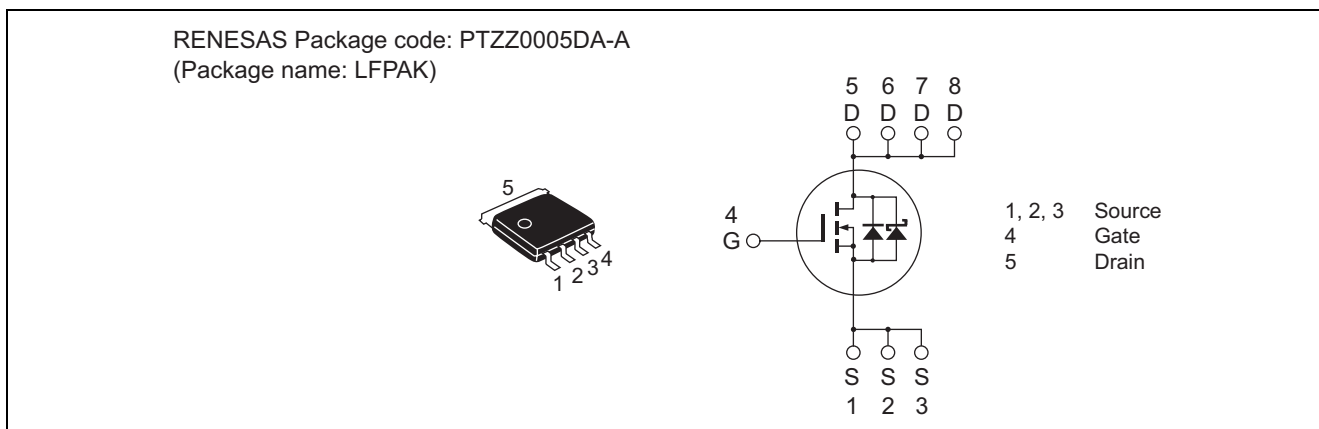 RENESAS Package code: PTZZ0005DA-A
(Package name: LFPAK)
5 6 7 8
D D D D
5
4
G
1 2 3 4
1, 2, 3 Source
4 Gate
5 Drain
S S S
1 2 3